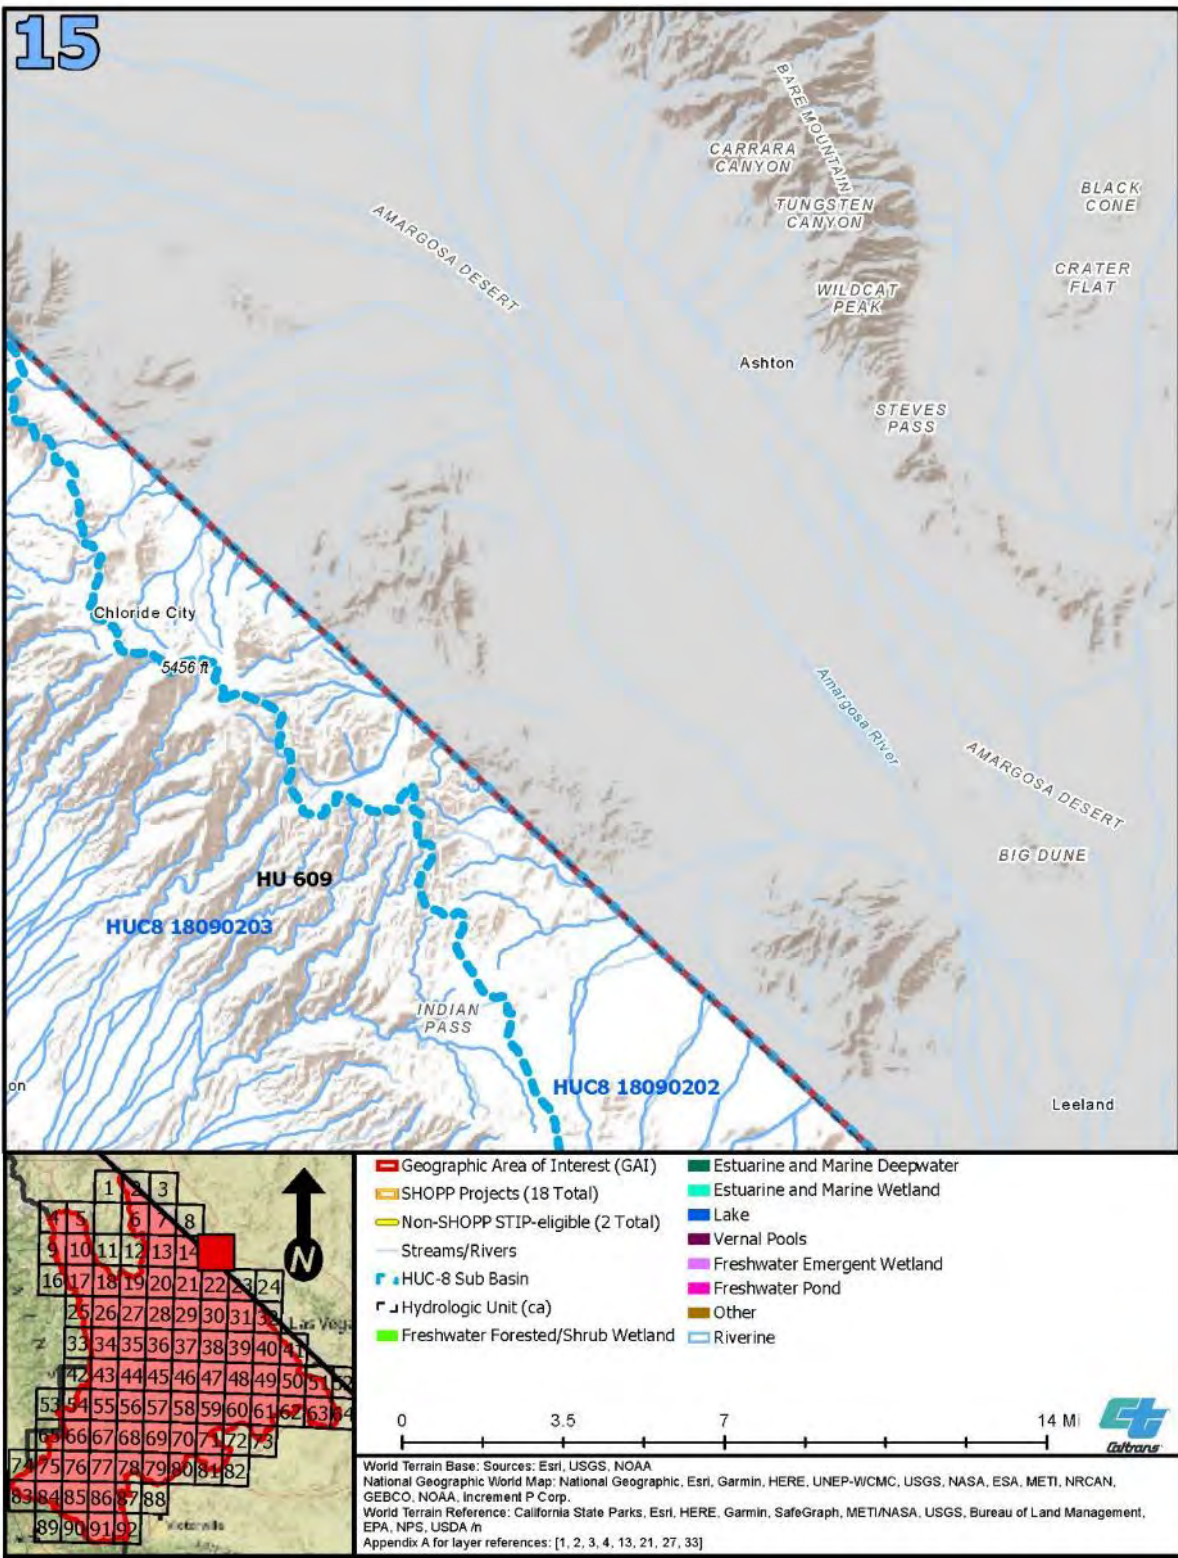 15
BARE MOUNTAIN
CARRARA
CANYON
TUNGSTEN
CANYON
BLACK
CONE
AMARGOSA DESERT
CRATER
FLAT
WILDCAT
PEAK
Ashton
STEVES
PASS
Chloride City
5456 ft
Amargosa River
AMARGOSA DESERT
BIG DUNE
HU 609
HUC8 18090203
INDIAN
PASS
on
HUC8 18090202
Leeland
1 2 3
4 5 6 7 8
9 10 11 12 13 14
16 17 18 19 20 21 22 23 24
25 26 27 28 29 30 31 32
Las Vega
33 34 35 36 37 38 39 40 41
42 43 44 45 46 47 48 49 50 51 52
53 54 55 56 57 58 59 60 61 62 63 64
65 66 67 68 69 70 71 72 73
74 75 76 77 78 79 80 81 82
83 84 85 86 87 88
89 90 91 92
Victorville
N
Geographic Area of Interest (GAI)
SHOPP Projects (18 Total)
Non-SHOPP STIP-eligible (2 Total)
Streams/Rivers
HUC-8 Sub Basin
Hydrologic Unit (ca)
Freshwater Forested/Shrub Wetland
Estuarine and Marine Deepwater
Estuarine and Marine Wetland
Lake
Vernal Pools
Freshwater Emergent Wetland
Freshwater Pond
Other
Riverine
0 3.5 7 14 Mi
Caltrans
World Terrain Base: Sources: Esri, USGS, NOAA
National Geographic World Map: National Geographic, Esri, Garmin, HERE, UNEP-WCMC, USGS, NASA, ESA, METI, NRCAN,
GEBCO, NOAA, Increment P Corp.
World Terrain Reference: California State Parks, Esri, HERE, Garmin, SafeGraph, METI/NASA, USGS, Bureau of Land Management,
EPA, NPS, USDA /n
Appendix A for layer references: [1, 2, 3, 4, 13, 21, 27, 33]